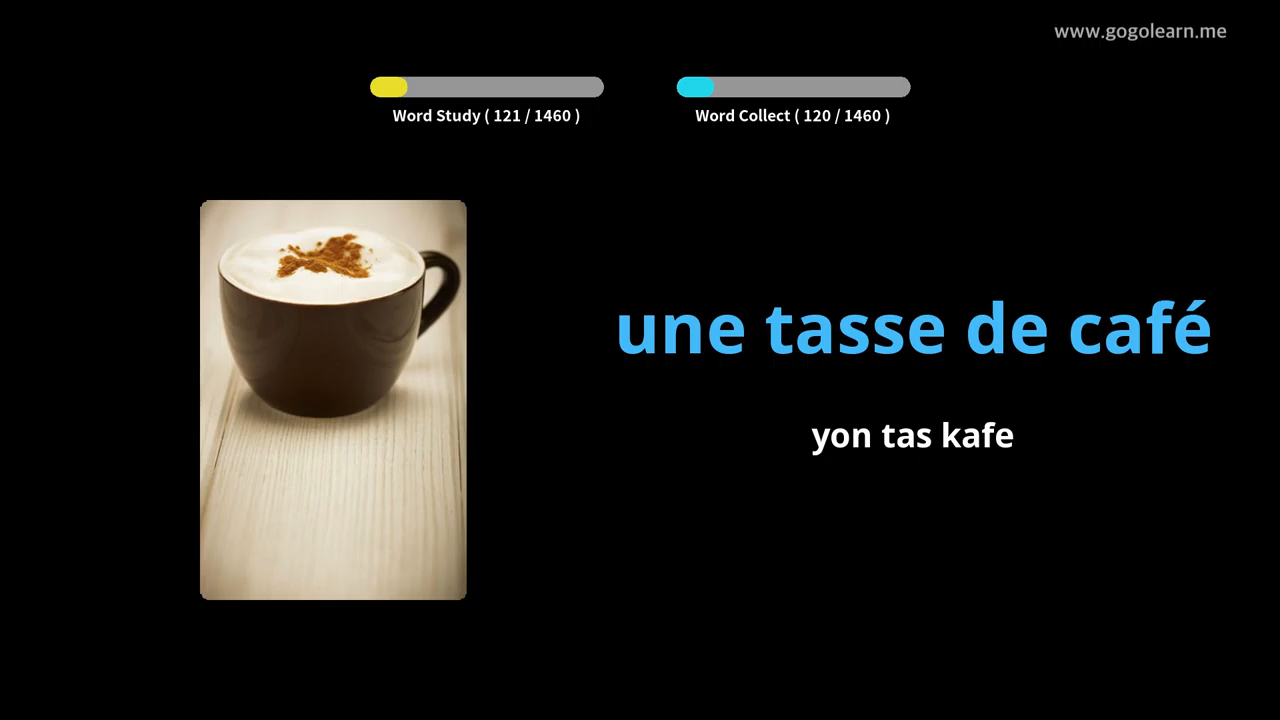 www.gogolearn.me
Word Study ( 121 / 1460 )
Word Collect ( 120 / 1460 )
une tasse de café
yon tas kafe